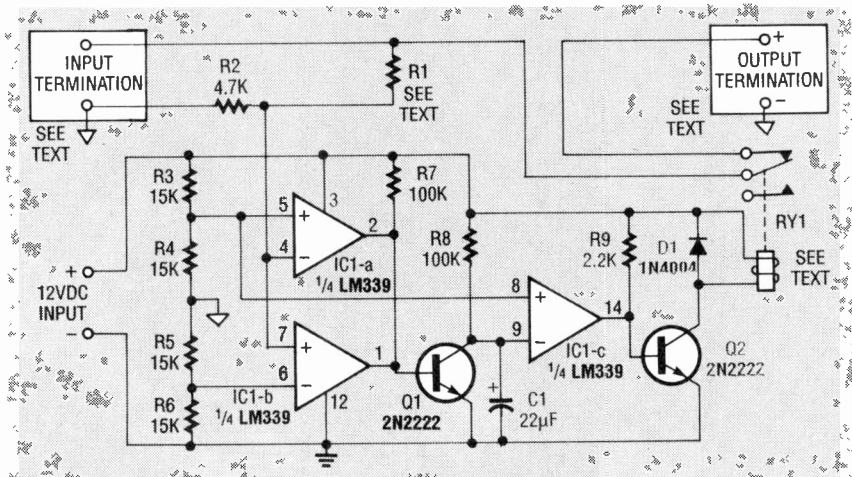 INPUT
TERMINATION
SEE
TEXT
R2
4.7K
R1
SEE
TEXT
+
OUTPUT
TERMINATION
-
SEE
TEXT
R3
15K
R4
15K
+
12VDC
INPUT
-
R5
15K
R6
15K
5
+
3
4
-
2
IC1-a
1/4 LM339
R7
100K
R8
100K
7
+
6
-
1
12
IC1-b
1/4 LM339
Q1
2N2222
+
C1
22µF
8
+
9
-
14
IC1-c
1/4 LM339
R9
2.2K
D1
1N4004
RY1
SEE
TEXT
Q2
2N2222